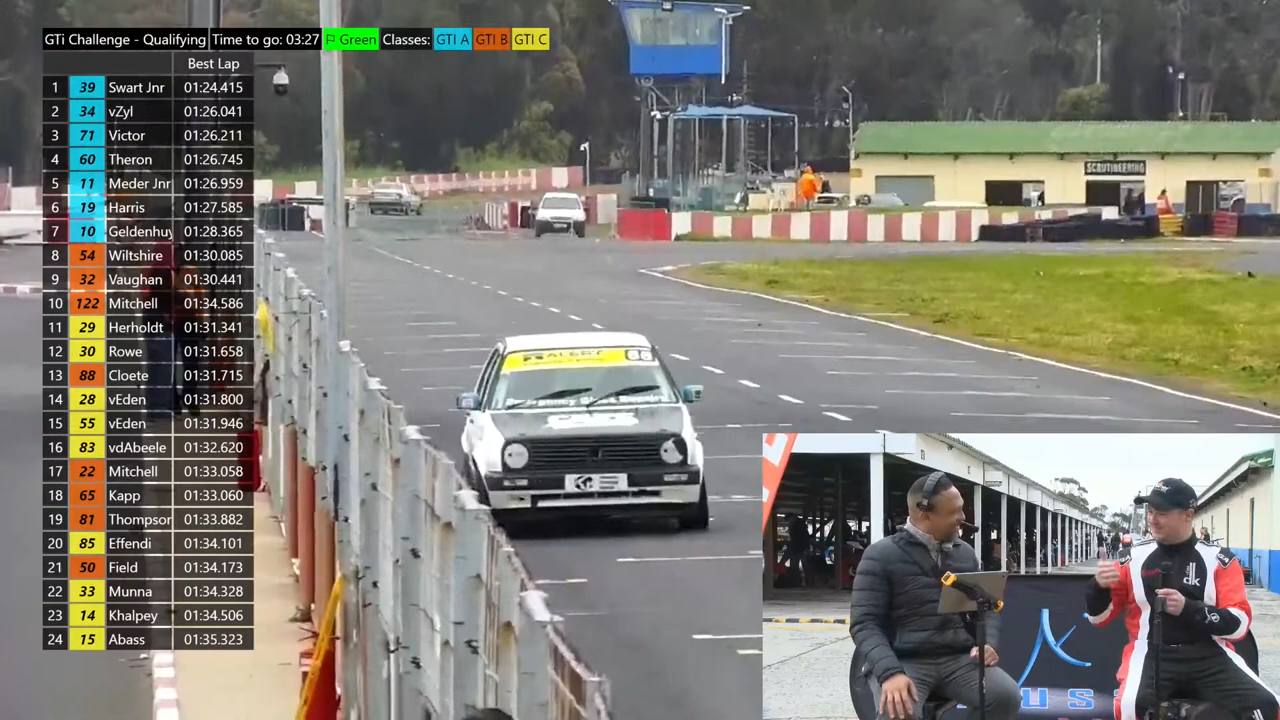 GTi Challenge - Qualifying Time to go: 03:27 Green Classes: GTI A GTI B GTI C
Best Lap
1 39 Swart Jnr 01:24.415
2 34 vZyl 01:26.041
3 71 Victor 01:26.211
4 60 Theron 01:26.745
5 11 Meder Jnr 01:26.959
6 19 Harris 01:27.585
7 10 Geldenhuy 01:28.365
8 54 Wiltshire 01:30.085
9 32 Vaughan 01:30.441
10 122 Mitchell 01:34.586
11 29 Herholdt 01:31.341
12 30 Rowe 01:31.658
13 88 Cloete 01:31.715
14 28 vEden 01:31.800
15 55 vEden 01:31.946
16 83 vdAbeele 01:32.620
17 22 Mitchell 01:33.058
18 65 Kapp 01:33.060
19 81 Thompsor 01:33.882
20 85 Effendi 01:34.101
21 50 Field 01:34.173
22 33 Munna 01:34.328
23 14 Khalpey 01:34.506
24 15 Abass 01:35.323
SCRUTINEERING
dk